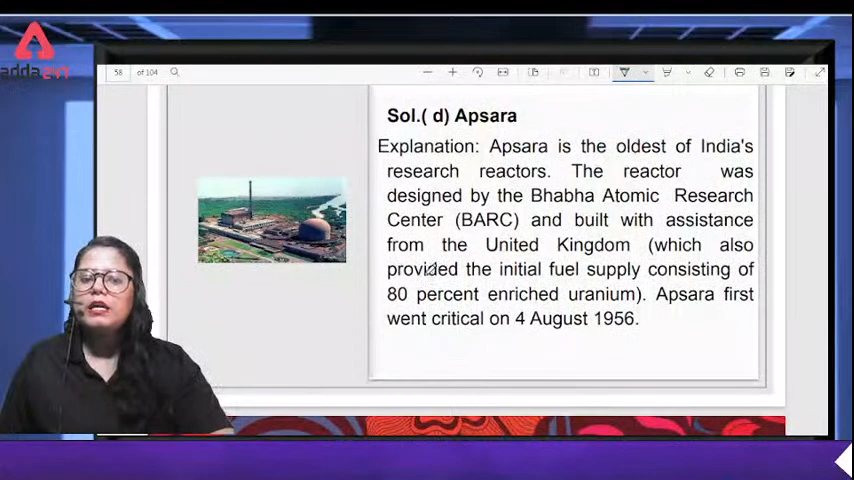 adda247
58 of 104
Sol.( d) Apsara
Explanation: Apsara is the oldest of India's
research reactors. The reactor was
designed by the Bhabha Atomic Research
Center (BARC) and built with assistance
from the United Kingdom (which also
provided the initial fuel supply consisting of
80 percent enriched uranium). Apsara first
went critical on 4 August 1956.